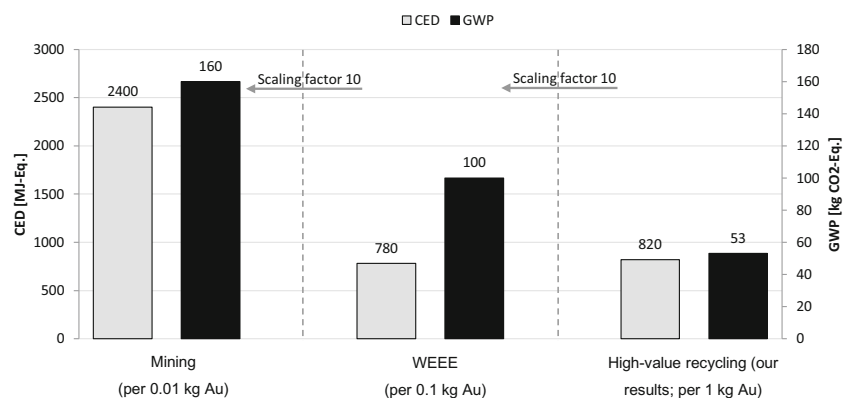 CED GWP
3000
2500
2000
1500
1000
500
0
CED [MJ-Eq.]
180
160
140
120
100
80
60
40
20
0
GWP [kg CO2-Eq.]
Scaling factor 10
Scaling factor 10
2400
160
780
100
820
53
Mining
(per 0.01 kg Au)
WEEE
(per 0.1 kg Au)
High-value recycling (our
results; per 1 kg Au)